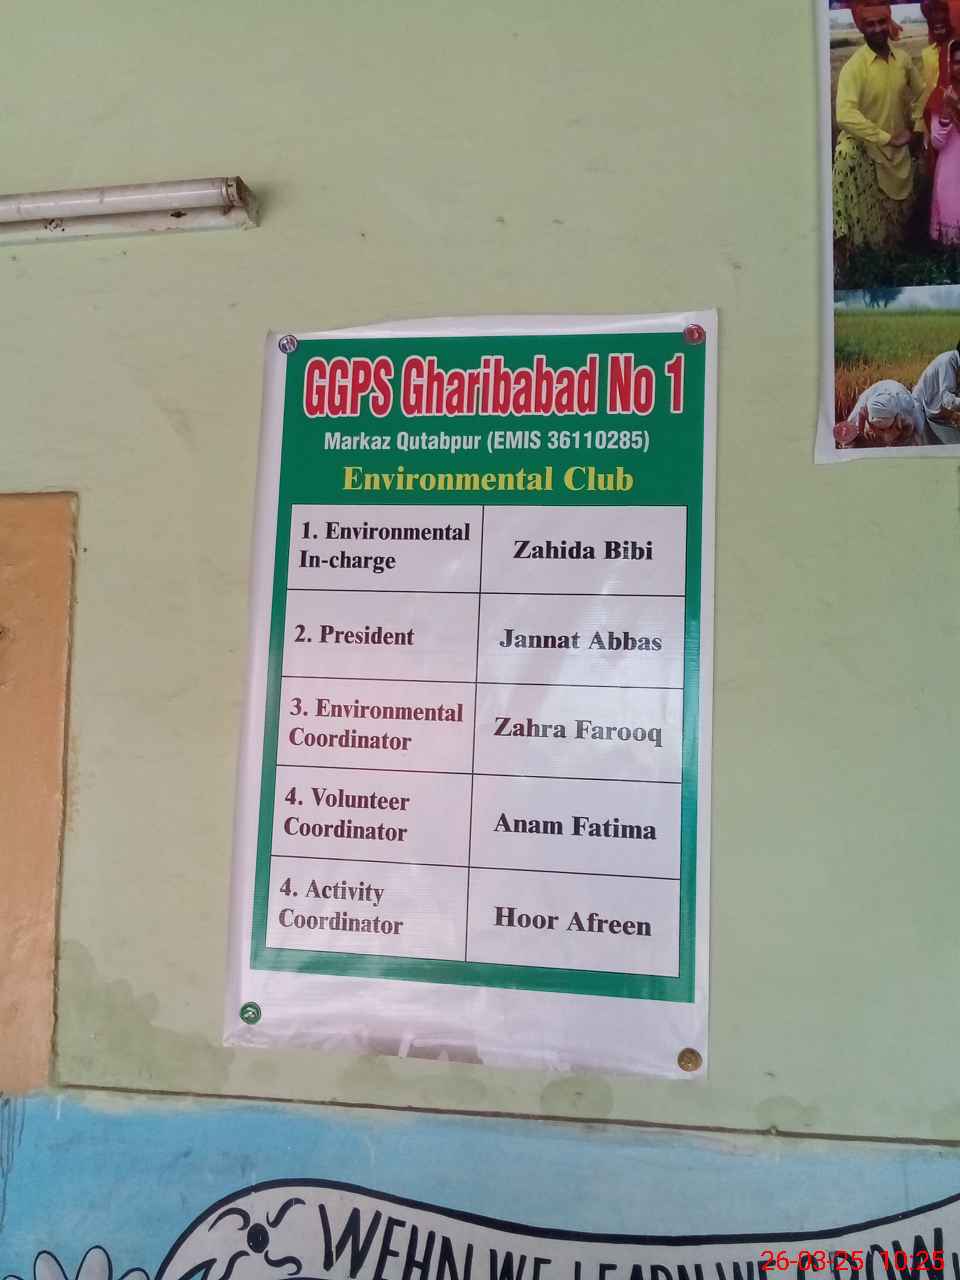 GGPS Gharibabad No 1
Markaz Qutabpur (EMIS 36110285)
Environmental Club
1. Environmental In-charge
Zahida Bibi
2. President
Jannat Abbas
3. Environmental Coordinator
Zahra Farooq
4. Volunteer Coordinator
Anam Fatima
4. Activity Coordinator
Hoor Afreen
WEHN WE LEARN WE
26-03-25 10:25